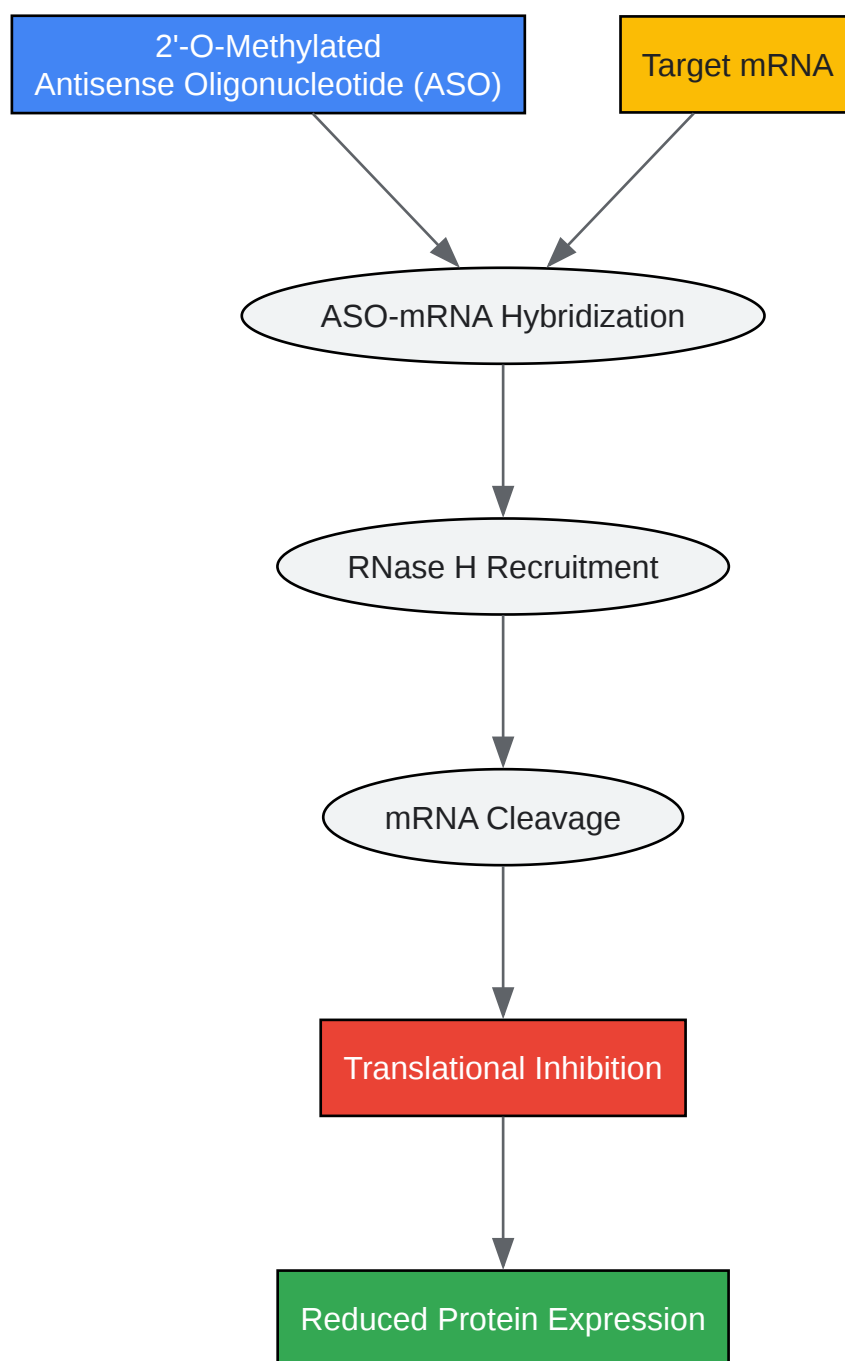 2'-O-Methylated
Antisense Oligonucleotide (ASO)
Target mRNA
ASO-mRNA Hybridization
RNase H Recruitment
mRNA Cleavage
Translational Inhibition
Reduced Protein Expression